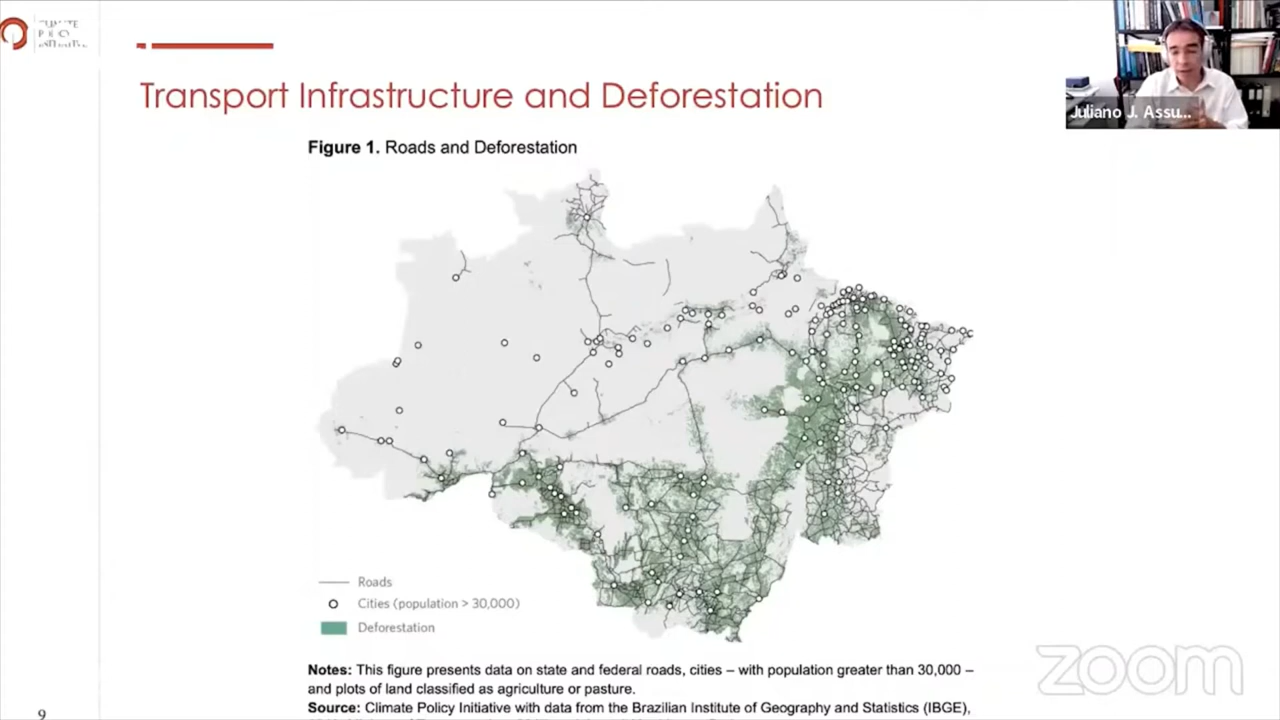 CLIMATE
POLICY
INITIATIVE
Transport Infrastructure and Deforestation
Juliano J. Assu...
Figure 1. Roads and Deforestation
Roads
Cities (population > 30,000)
Deforestation
Notes: This figure presents data on state and federal roads, cities – with population greater than 30,000 –
and plots of land classified as agriculture or pasture.
Source: Climate Policy Initiative with data from the Brazilian Institute of Geography and Statistics (IBGE),
9
zoom